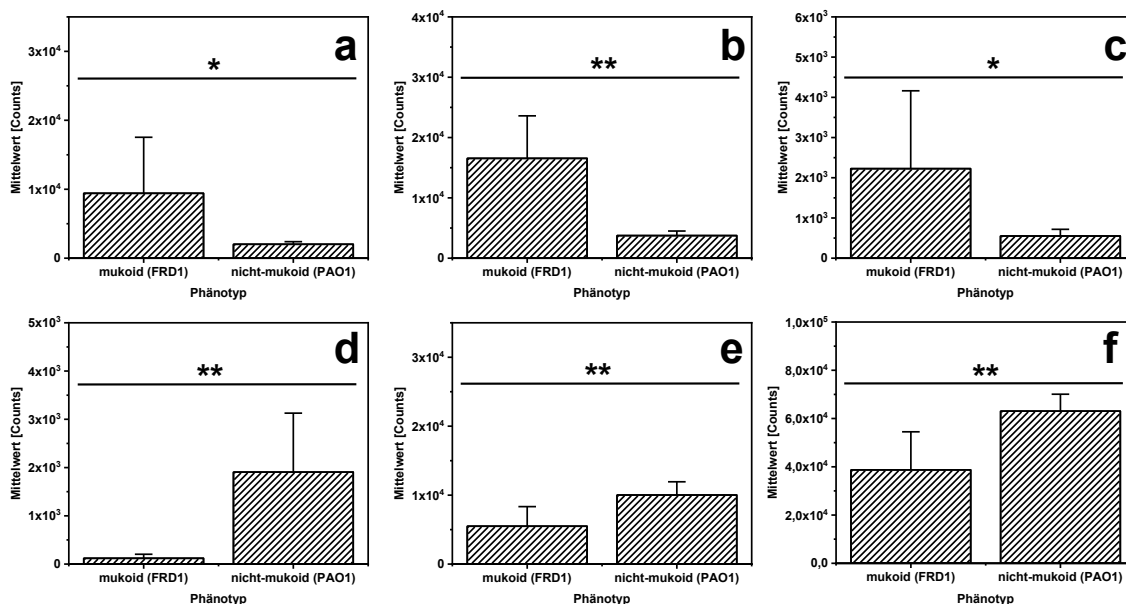 a
*
Mittelwert [Counts]
3x10⁴
2x10⁴
1x10⁴
0
mukoid (FRD1) nicht-mukoid (PAO1)
Phänotyp
b
**
Mittelwert [Counts]
4x10⁴
3x10⁴
2x10⁴
1x10⁴
0
mukoid (FRD1) nicht-mukoid (PAO1)
Phänotyp
c
*
Mittelwert [Counts]
6x10³
5x10³
4x10³
3x10³
2x10³
1x10³
0
mukoid (FRD1) nicht-mukoid (PAO1)
Phänotyp
d
**
Mittelwert [Counts]
5x10³
4x10³
3x10³
2x10³
1x10³
0
mukoid (FRD1) nicht-mukoid (PAO1)
Phänotyp
e
**
Mittelwert [Counts]
3x10⁴
2x10⁴
1x10⁴
0
mukoid (FRD1) nicht-mukoid (PAO1)
Phänotyp
f
**
Mittelwert [Counts]
1,0x10⁵
8,0x10⁴
6,0x10⁴
4,0x10⁴
2,0x10⁴
0,0
mukoid (FRD1) nicht-mukoid (PAO1)
Phänotyp